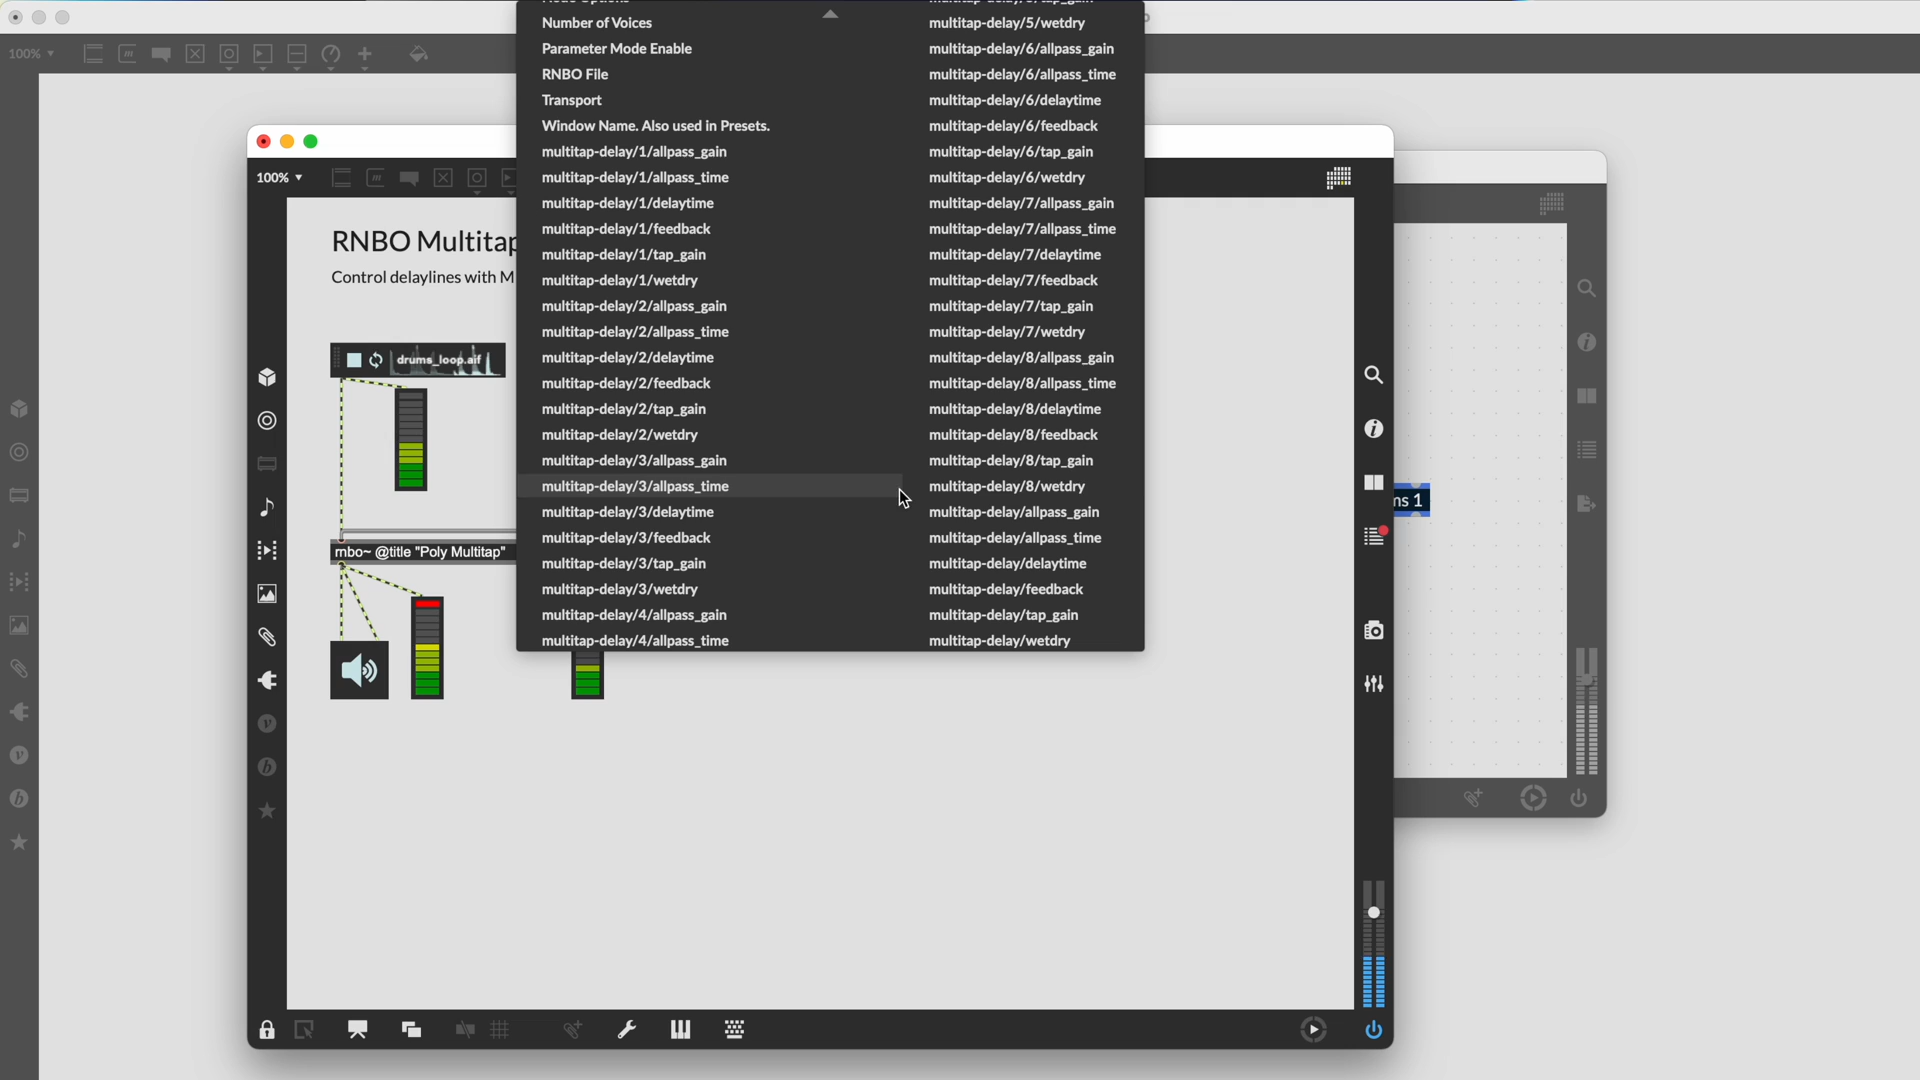 100%
100%
RNBO Multitap
Control delaylines with M
drums_loop.aif
rnbo~ @title "Poly Multitap"
ms 1
Number of Voices
Parameter Mode Enable
RNBO File
Transport
Window Name. Also used in Presets.
multitap-delay/1/allpass_gain
multitap-delay/1/allpass_time
multitap-delay/1/delaytime
multitap-delay/1/feedback
multitap-delay/1/tap_gain
multitap-delay/1/wetdry
multitap-delay/2/allpass_gain
multitap-delay/2/allpass_time
multitap-delay/2/delaytime
multitap-delay/2/feedback
multitap-delay/2/tap_gain
multitap-delay/2/wetdry
multitap-delay/3/allpass_gain
multitap-delay/3/allpass_time
multitap-delay/3/delaytime
multitap-delay/3/feedback
multitap-delay/3/tap_gain
multitap-delay/3/wetdry
multitap-delay/4/allpass_gain
multitap-delay/4/allpass_time
multitap-delay/5/wetdry
multitap-delay/6/allpass_gain
multitap-delay/6/allpass_time
multitap-delay/6/delaytime
multitap-delay/6/feedback
multitap-delay/6/tap_gain
multitap-delay/6/wetdry
multitap-delay/7/allpass_gain
multitap-delay/7/allpass_time
multitap-delay/7/delaytime
multitap-delay/7/feedback
multitap-delay/7/tap_gain
multitap-delay/7/wetdry
multitap-delay/8/allpass_gain
multitap-delay/8/allpass_time
multitap-delay/8/delaytime
multitap-delay/8/feedback
multitap-delay/8/tap_gain
multitap-delay/8/wetdry
multitap-delay/allpass_gain
multitap-delay/allpass_time
multitap-delay/delaytime
multitap-delay/feedback
multitap-delay/tap_gain
multitap-delay/wetdry